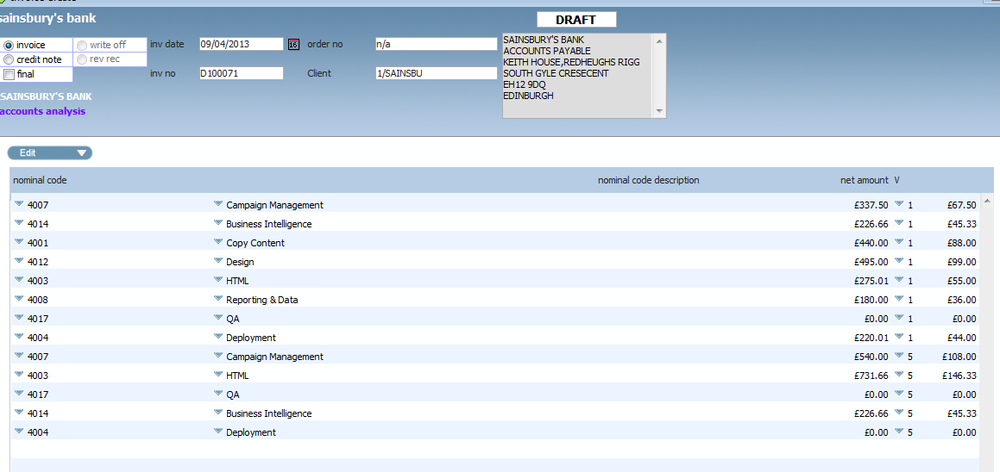 sainsbury's bank
DRAFT
invoice write off inv date 09/04/2013 16 order no n/a
credit note rev rec
final inv no D100071 Client 1/SAINSBU
SAINSBURY'S BANK
ACCOUNTS PAYABLE
KEITH HOUSE,REDHEUGHS RIGG
SOUTH GYLE CRESECENT
EH12 9DQ
EDINBURGH
SAINSBURY'S BANK
accounts analysis
Edit
nominal code nominal code description net amount V
4007 Campaign Management £337.50 1 £67.50
4014 Business Intelligence £226.66 1 £45.33
4001 Copy Content £440.00 1 £88.00
4012 Design £495.00 1 £99.00
4003 HTML £275.01 1 £55.00
4008 Reporting & Data £180.00 1 £36.00
4017 QA £0.00 1 £0.00
4004 Deployment £220.01 1 £44.00
4007 Campaign Management £540.00 5 £108.00
4003 HTML £731.66 5 £146.33
4017 QA £0.00 5 £0.00
4014 Business Intelligence £226.66 5 £45.33
4004 Deployment £0.00 5 £0.00